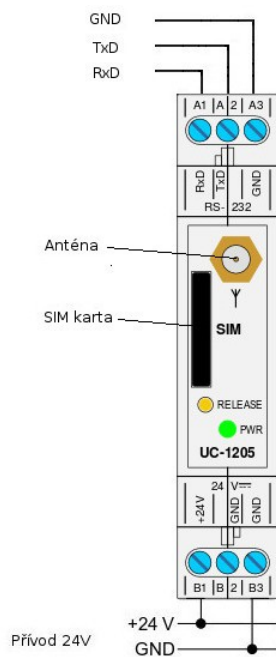 GND
TxD
RxD
A1 A 2 A3
RxD TxD GND
RS- 232
Anténa
SIM karta
SIM
RELEASE
PWR
UC-1205
24 V
+24V GND GND
B1 B 2 B3
+24 V
Přívod 24V
GND